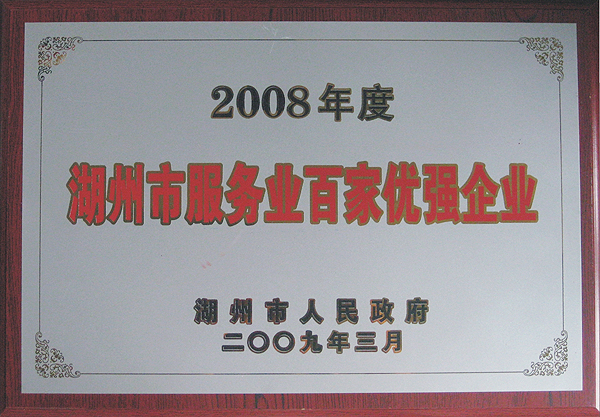 2008年度
湖州市服务业百家优强企业
湖州市人民政府
二〇〇九年三月